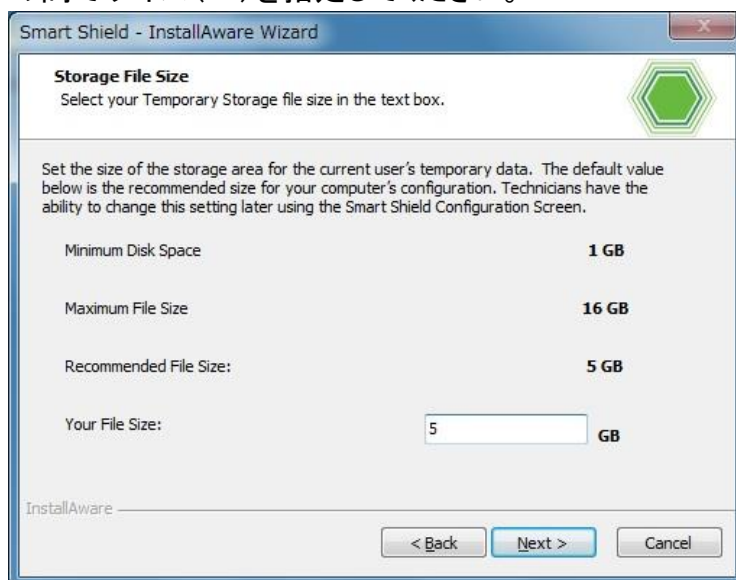 Smart Shield - InstallAware Wizard
Storage File Size
Select your Temporary Storage file size in the text box.
Set the size of the storage area for the current user's temporary data. The default value
below is the recommended size for your computer's configuration. Technicians have the
ability to change this setting later using the Smart Shield Configuration Screen.
Minimum Disk Space 1 GB
Maximum File Size 16 GB
Recommended File Size: 5 GB
Your File Size: 5 GB
InstallAware
< Back Next > Cancel